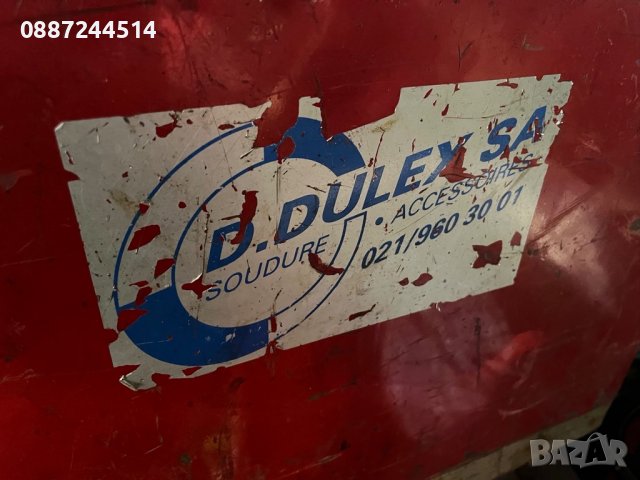 0887244514
D.DULEX SA
SOUDURE • ACCESSOIRES
021/960 30 01
BAZAR